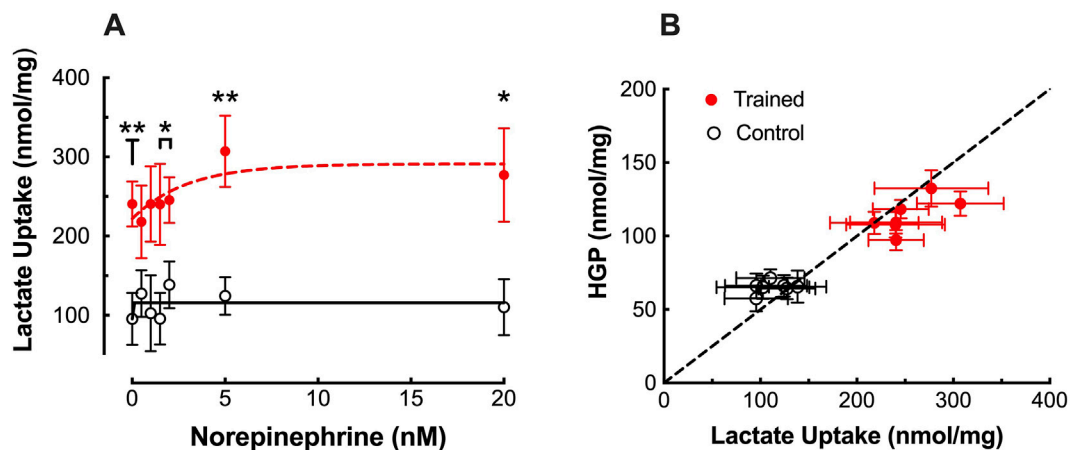 A
Lactate Uptake (nmol/mg)
400
300
200
100
** * ** *
0 5 10 15 20
Norepinephrine (nM)
B
HGP (nmol/mg)
200
150
100
50
0
Trained
Control
0 100 200 300 400
Lactate Uptake (nmol/mg)